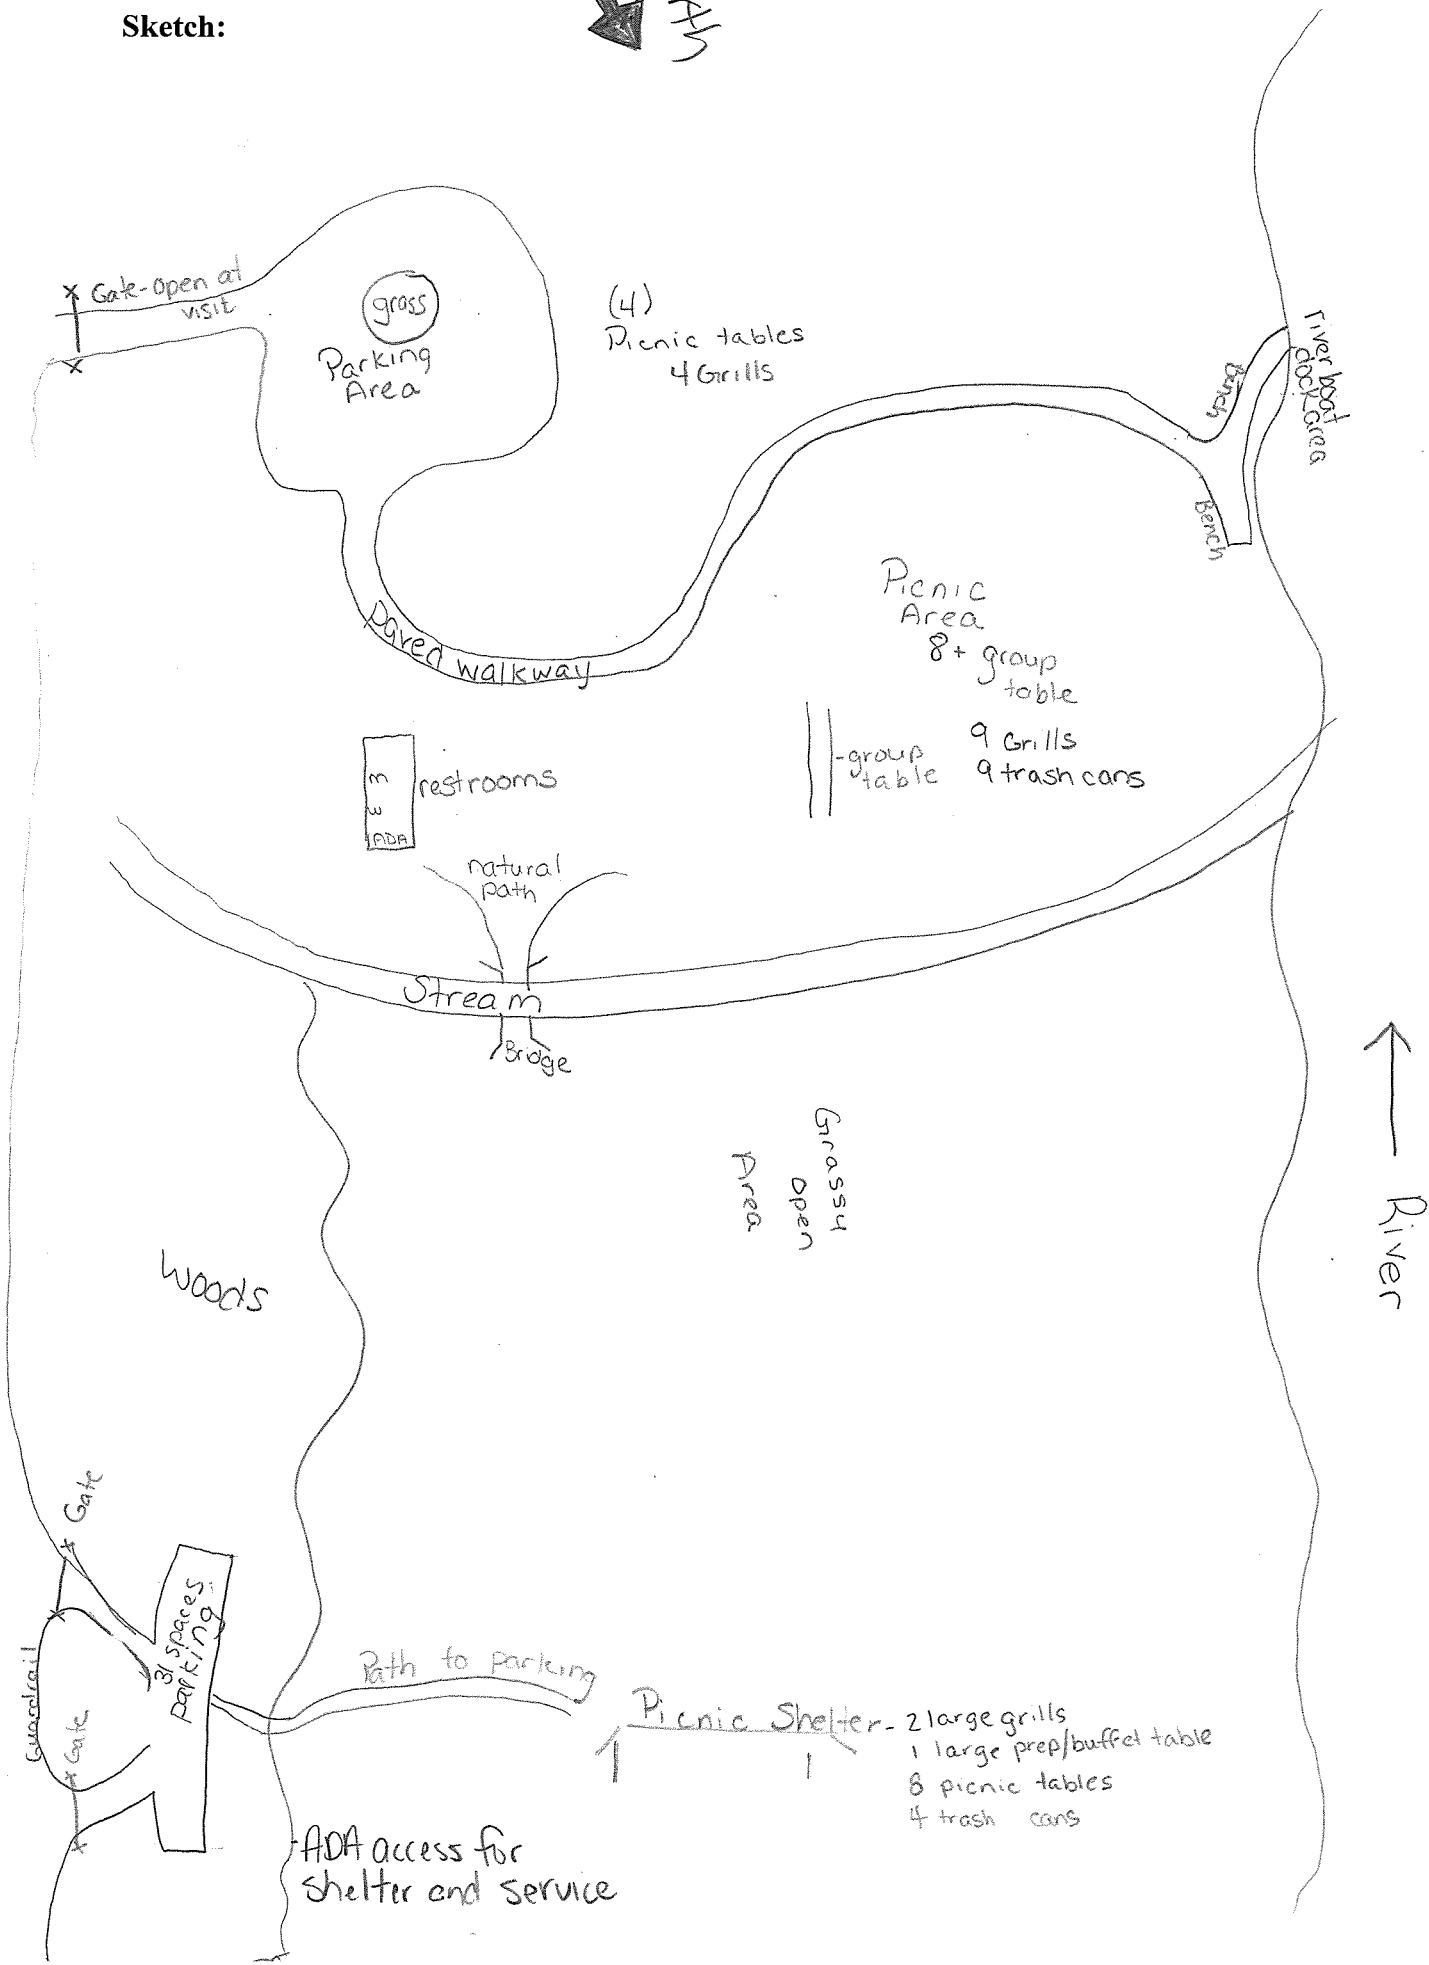 Sketch:
Gate-open at
visit
grass
Parking
Area
(4)
Picnic tables
4 Grills
Bench
river boat
dock area
Bench
paved walkway
Picnic
Area
8+ group
table
9 Grills
9 trash cans
-group
table
restrooms
ADA
natural
path
Stream
Bridge
Grassy
open
Area
River
Woods
Gate
31 spaces
parking
Guardrail
Gate
Path to parking
Picnic Shelter- 2 large grills
1 large prep/buffet table
8 picnic tables
4 trash cans
-ADA access for
shelter and service